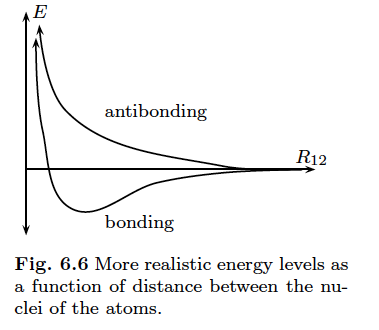 E
antibonding
R12
bonding
Fig. 6.6 More realistic energy levels as
a function of distance between the nu-
clei of the atoms.